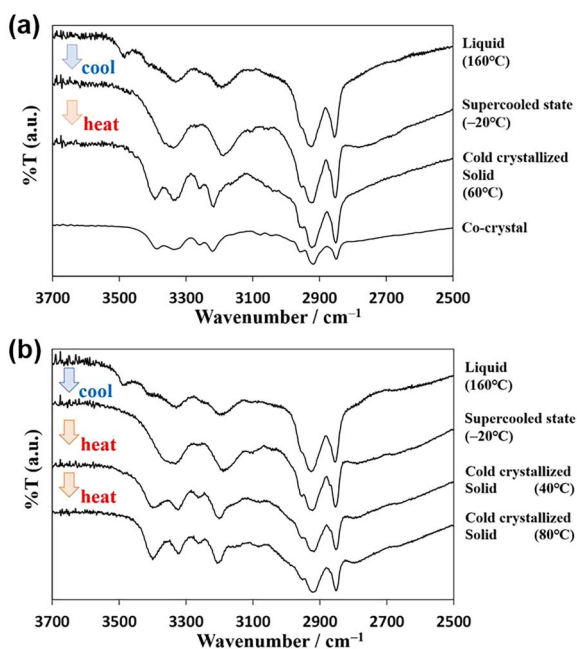 (a)
Liquid
(160℃)
cool
Supercooled state
(−20℃)
heat
Cold crystallized
Solid
(60℃)
Co-crystal
%T (a.u.)
3700 3500 3300 3100 2900 2700 2500
Wavenumber / cm⁻¹
(b)
Liquid
(160℃)
cool
Supercooled state
(−20℃)
heat
Cold crystallized
Solid (40℃)
heat
Cold crystallized
Solid (80℃)
%T (a.u.)
3700 3500 3300 3100 2900 2700 2500
Wavenumber / cm⁻¹